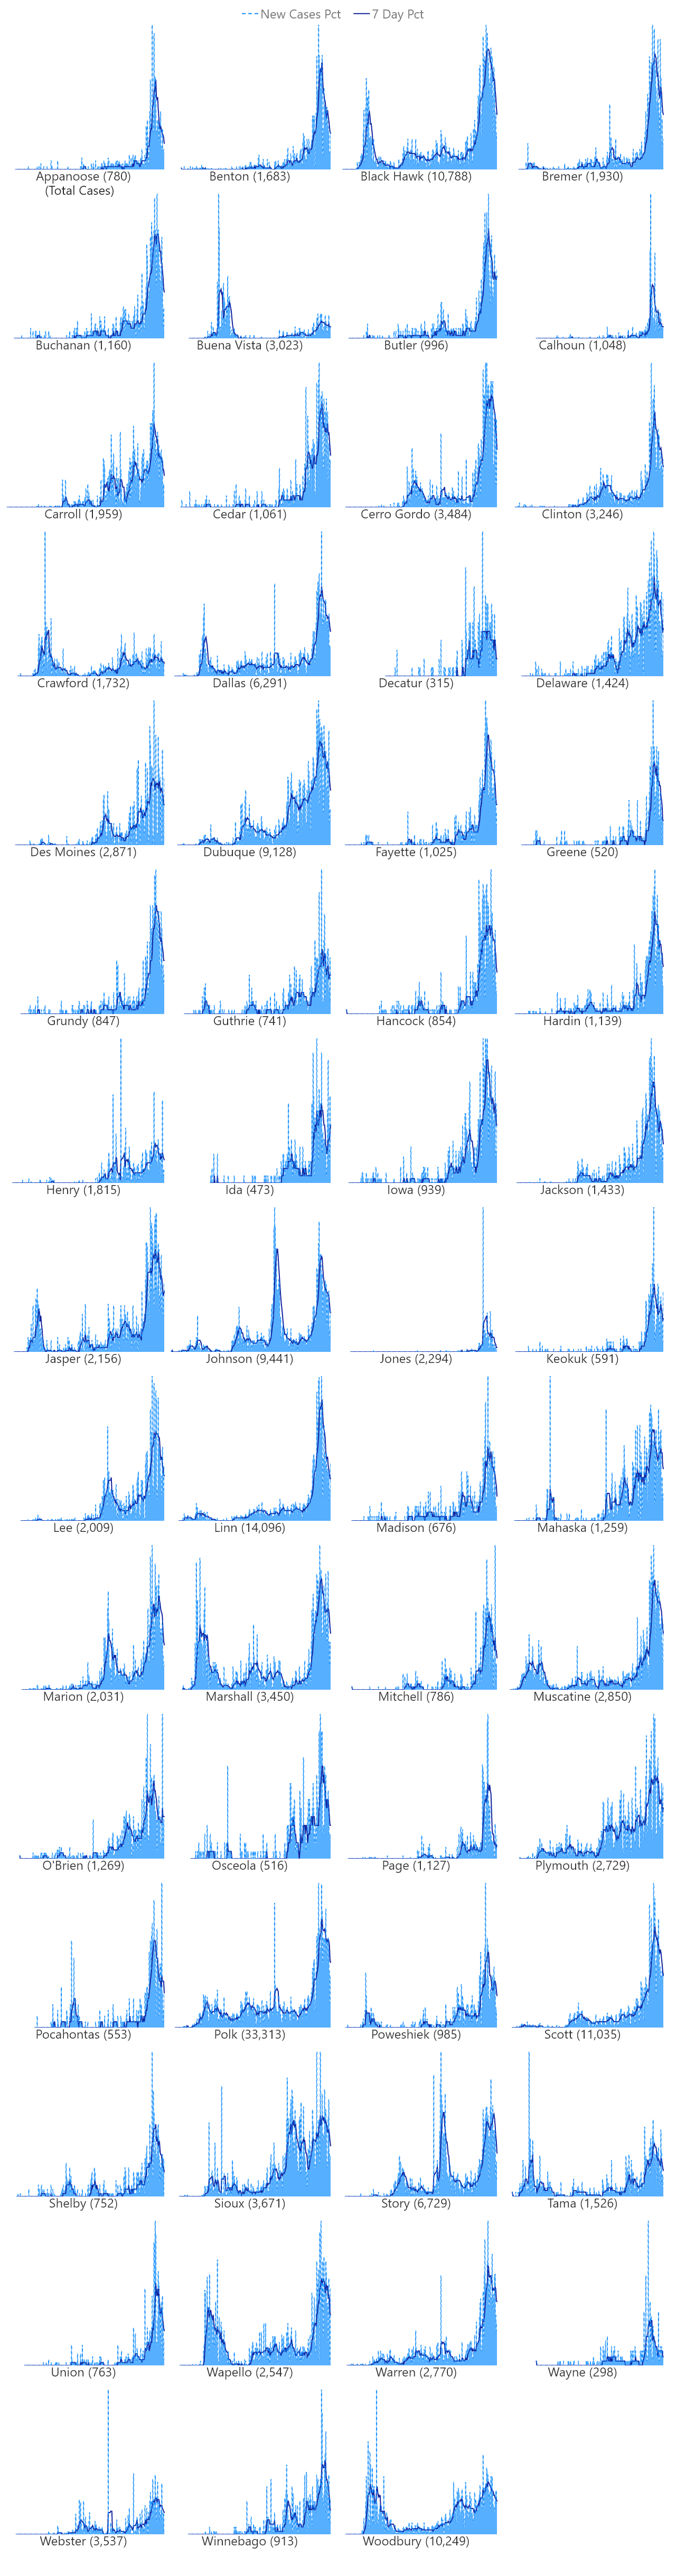 New Cases Pct 7 Day Pct
Appanoose (780) Benton (1,683) Black Hawk (10,788) Bremer (1,930)
(Total Cases)
Buchanan (1,160) Buena Vista (3,023) Butler (996) Calhoun (1,048)
Carroll (1,959) Cedar (1,061) Cerro Gordo (3,484) Clinton (3,246)
Crawford (1,732) Dallas (6,291) Decatur (315) Delaware (1,424)
Des Moines (2,871) Dubuque (9,128) Fayette (1,025) Greene (520)
Grundy (847) Guthrie (741) Hancock (854) Hardin (1,139)
Henry (1,815) Ida (473) Iowa (939) Jackson (1,433)
Jasper (2,156) Johnson (9,441) Jones (2,294) Keokuk (591)
Lee (2,009) Linn (14,096) Madison (676) Mahaska (1,259)
Marion (2,031) Marshall (3,450) Mitchell (786) Muscatine (2,850)
O'Brien (1,269) Osceola (516) Page (1,127) Plymouth (2,729)
Pocahontas (553) Polk (33,313) Poweshiek (985) Scott (11,035)
Shelby (752) Sioux (3,671) Story (6,729) Tama (1,526)
Union (763) Wapello (2,547) Warren (2,770) Wayne (298)
Webster (3,537) Winnebago (913) Woodbury (10,249)